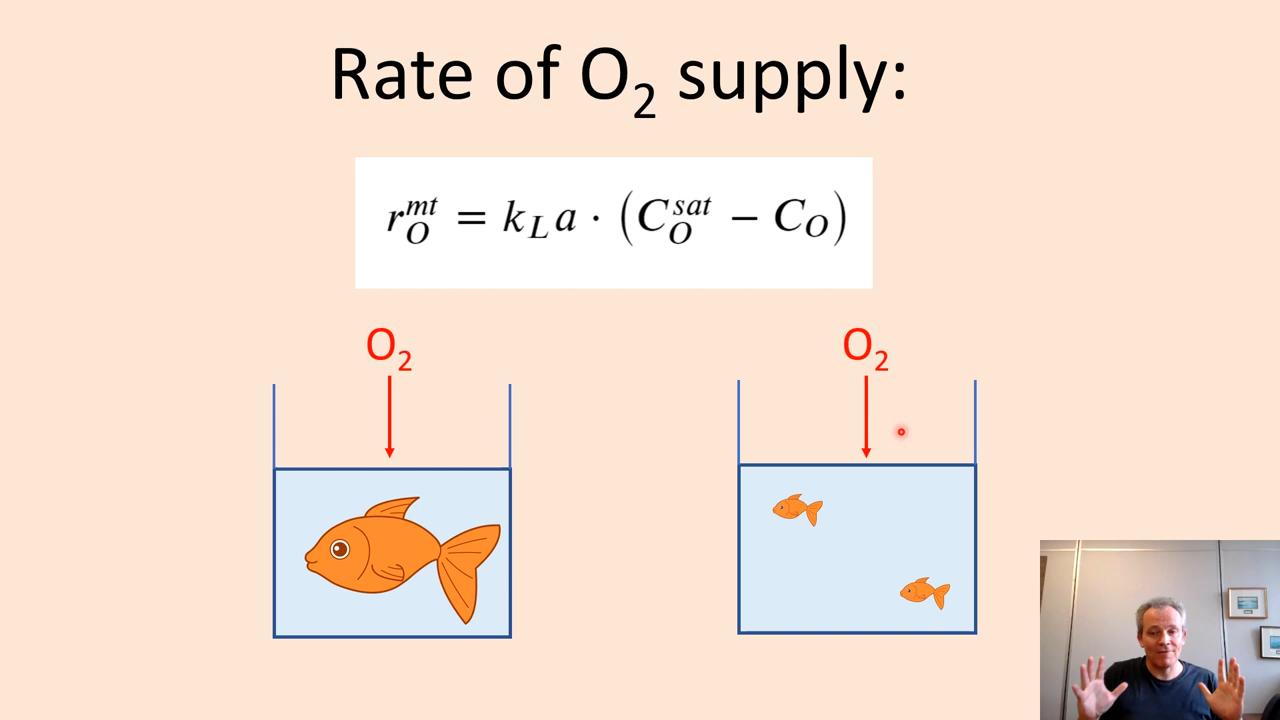 Rate of O₂ supply:
r_O^{mt} = k_L a · (C_O^{sat} − C_O)
O₂ O₂